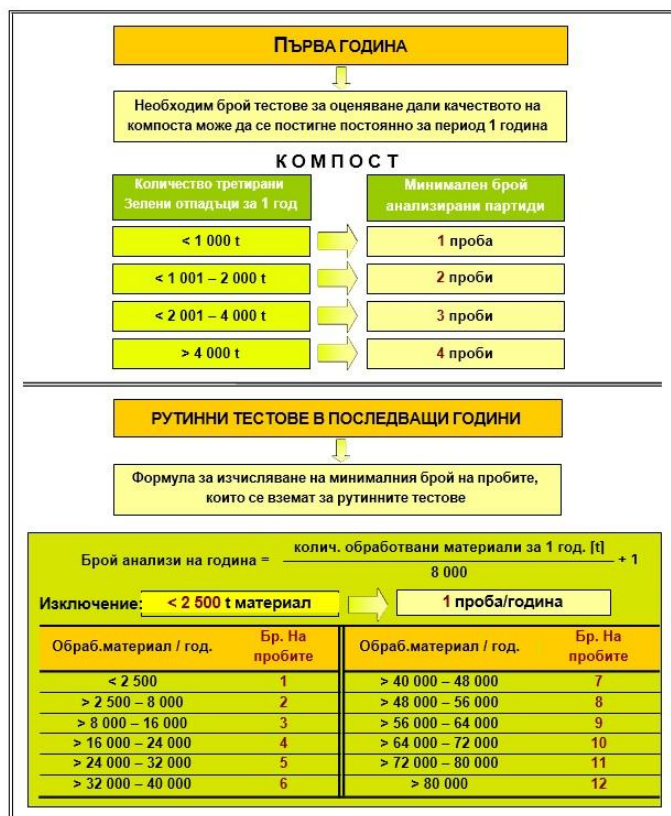 ПЪРВА ГОДИНА
Необходим брой тестове за оценяване дали качеството на
компоста може да се постигне постоянно за период 1 година
КОМПОСТ
Количество третирани
Зелени отпадъци за 1 год
Минимален брой
анализирани партиди
< 1 000 t
1 проба
< 1 001 – 2 000 t
2 проби
< 2 001 – 4 000 t
3 проби
> 4 000 t
4 проби
РУТИННИ ТЕСТОВЕ В ПОСЛЕДВАЩИ ГОДИНИ
Формула за изчисляване на минималния брой на пробите,
които се вземат за рутинните тестове
Брой анализи на година = колич. обработвани материали за 1 год. [t] + 1
8 000
Изключение: < 2 500 t материал 1 проба/година
Обраб.материал / год. Бр. На пробите Обраб.материал / год. Бр. На пробите
< 2 500 1 > 40 000 – 48 000 7
> 2 500 – 8 000 2 > 48 000 – 56 000 8
> 8 000 – 16 000 3 > 56 000 – 64 000 9
> 16 000 – 24 000 4 > 64 000 – 72 000 10
> 24 000 – 32 000 5 > 72 000 – 80 000 11
> 32 000 – 40 000 6 > 80 000 12